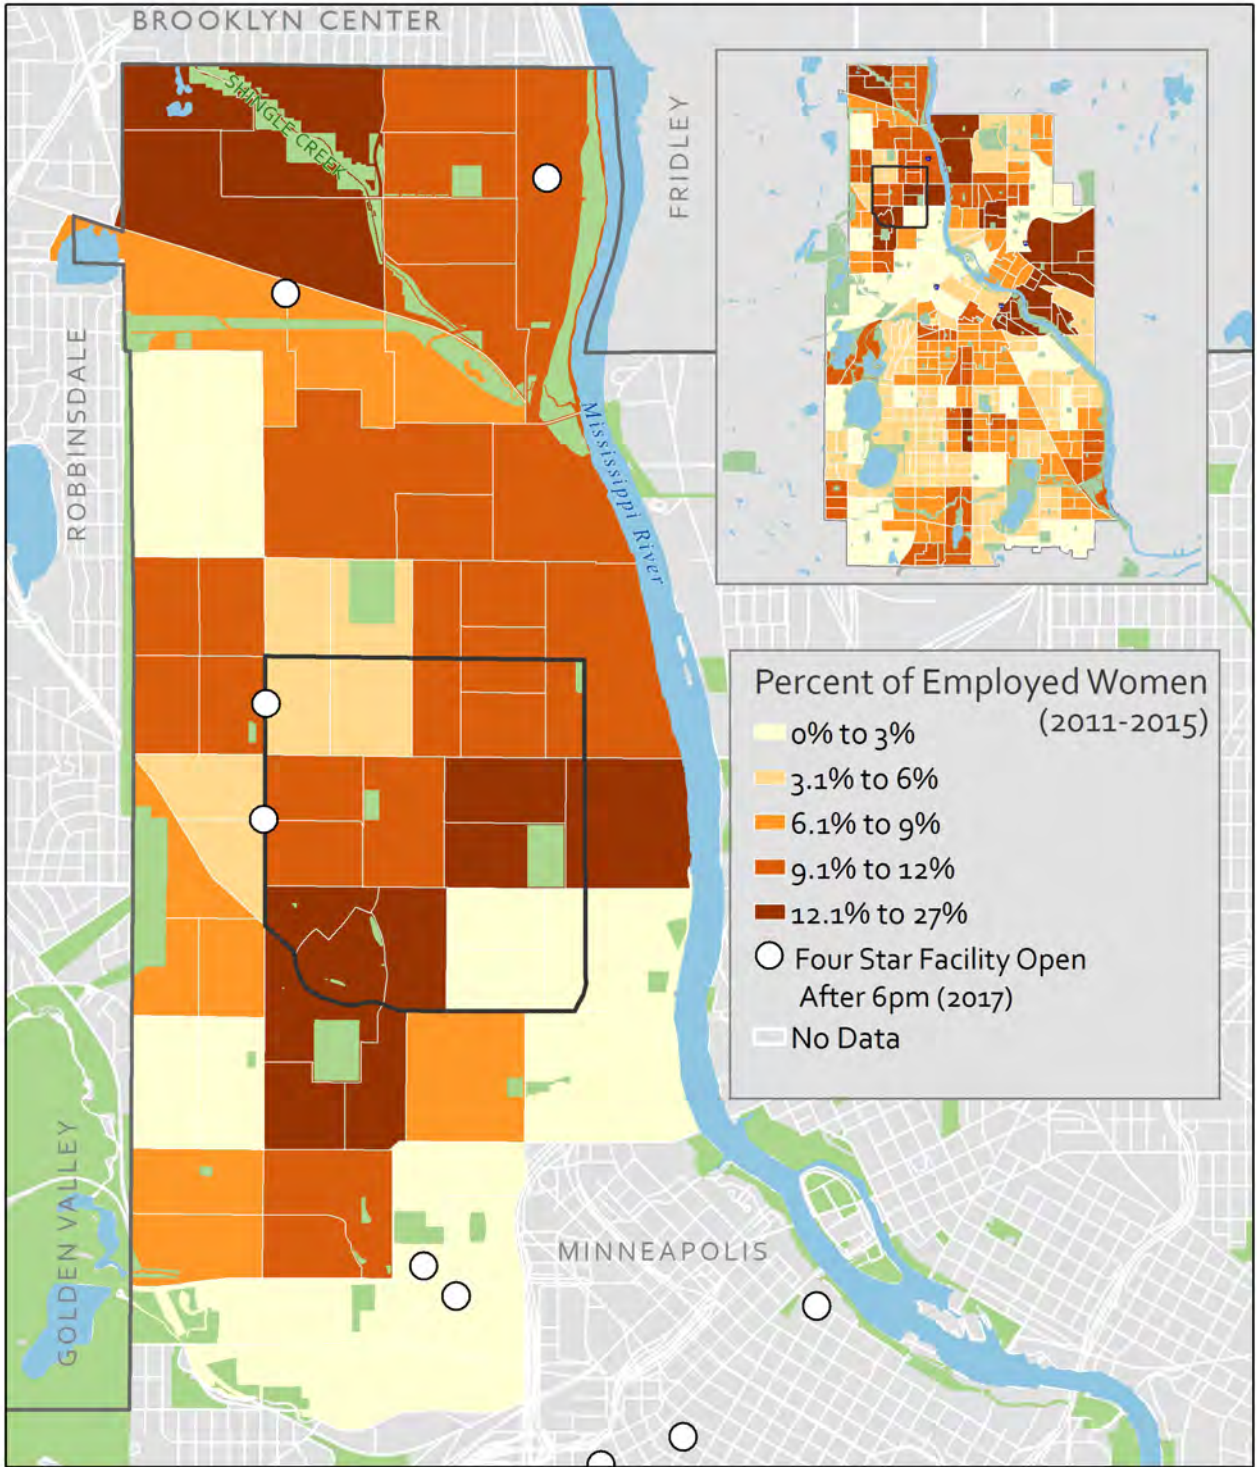 BROOKLYN CENTER
SHINGLE CREEK
FRIDLEY
ROBBINSDALE
Mississippi River
Percent of Employed Women
(2011-2015)
0% to 3%
3.1% to 6%
6.1% to 9%
9.1% to 12%
12.1% to 27%
Four Star Facility Open
After 6pm (2017)
No Data
GOLDEN VALLEY
MINNEAPOLIS